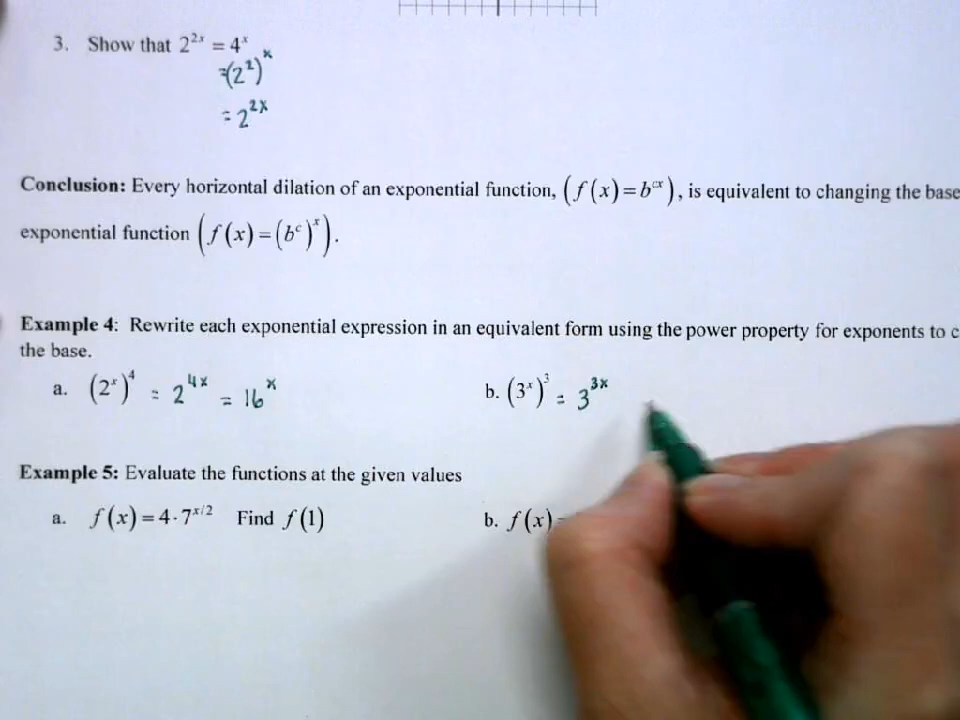 3. Show that 2^{2x} = 4^x
=(2^2)^x
= 2^{2x}
Conclusion: Every horizontal dilation of an exponential function, (f(x)=b^{cx}), is equivalent to changing the base
exponential function (f(x)=(b^c)^x).
Example 4: Rewrite each exponential expression in an equivalent form using the power property for exponents to c
the base.
a. (2^x)^4 = 2^{4x} = 16^x
b. (3^x)^3 = 3^{3x}
Example 5: Evaluate the functions at the given values
a. f(x)=4·7^{x/2} Find f(1)
b. f(x)=